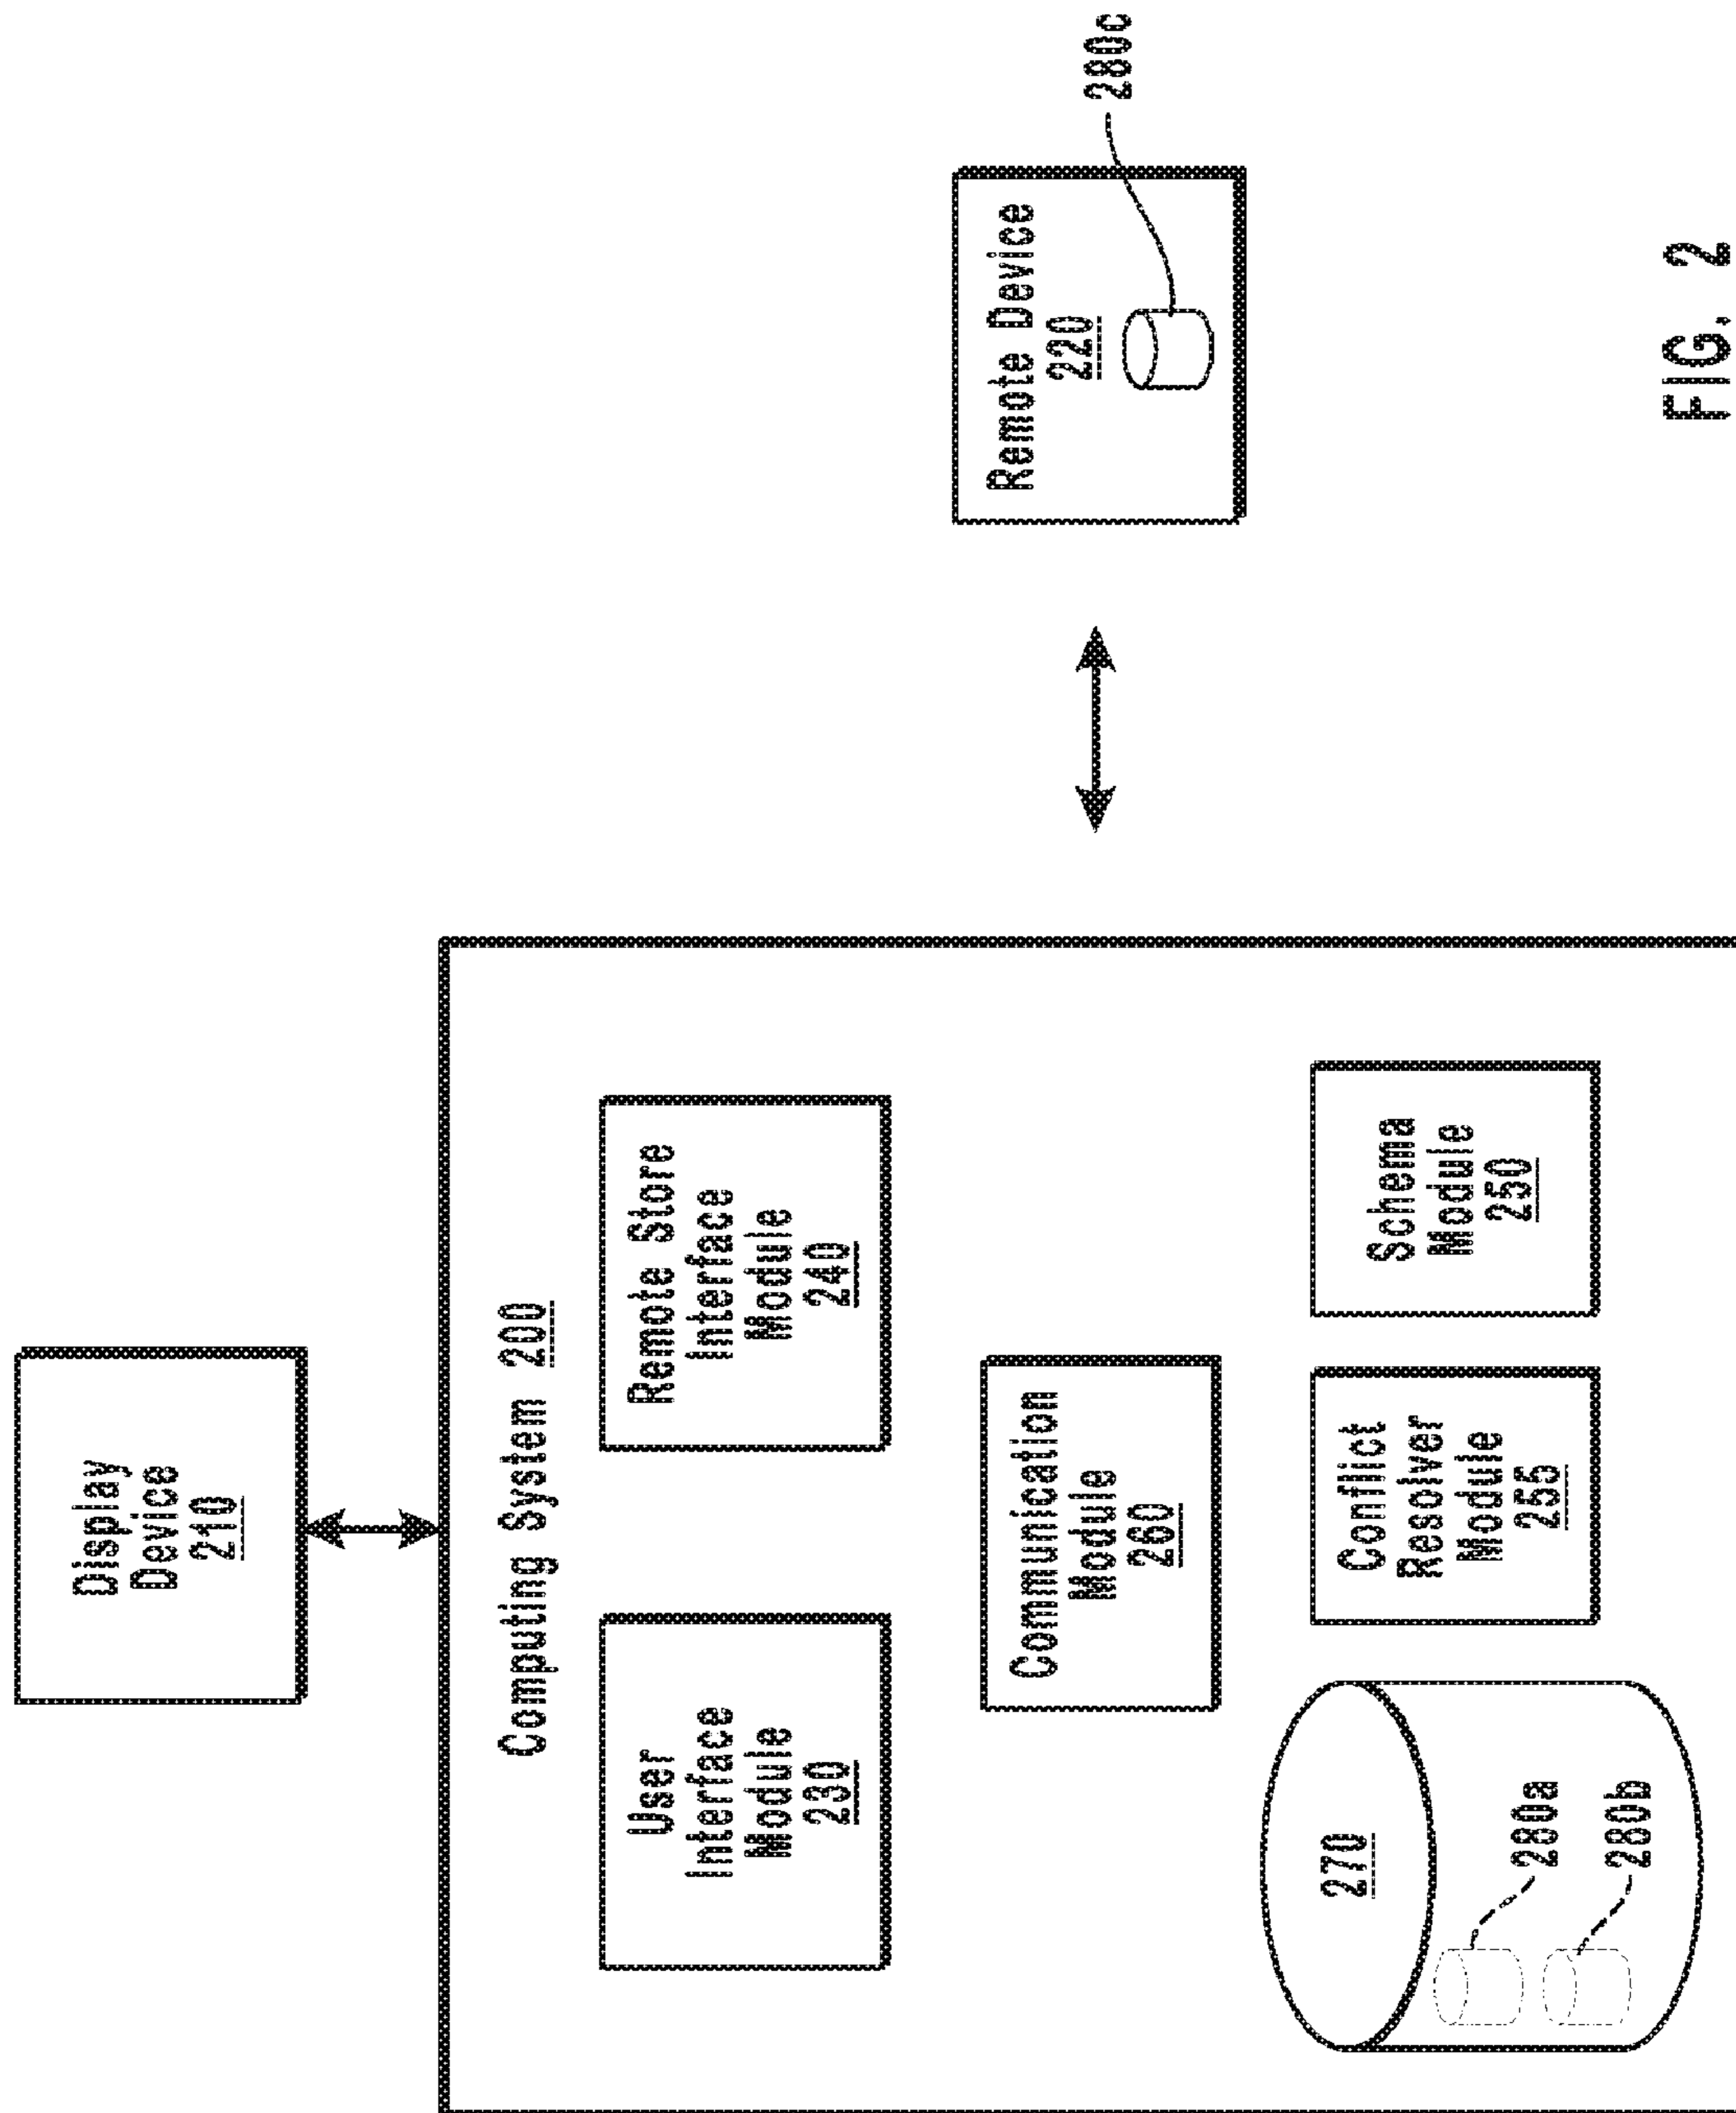 Display
Device
210
Computing System 200
User
Interface
Module
230
Remote Store
Interface
Module
240
Communication
Module
260
270
280a
280b
Conflict
Resolver
Module
255
Schema
Module
250
Remote Device
220
280c
FIG. 2